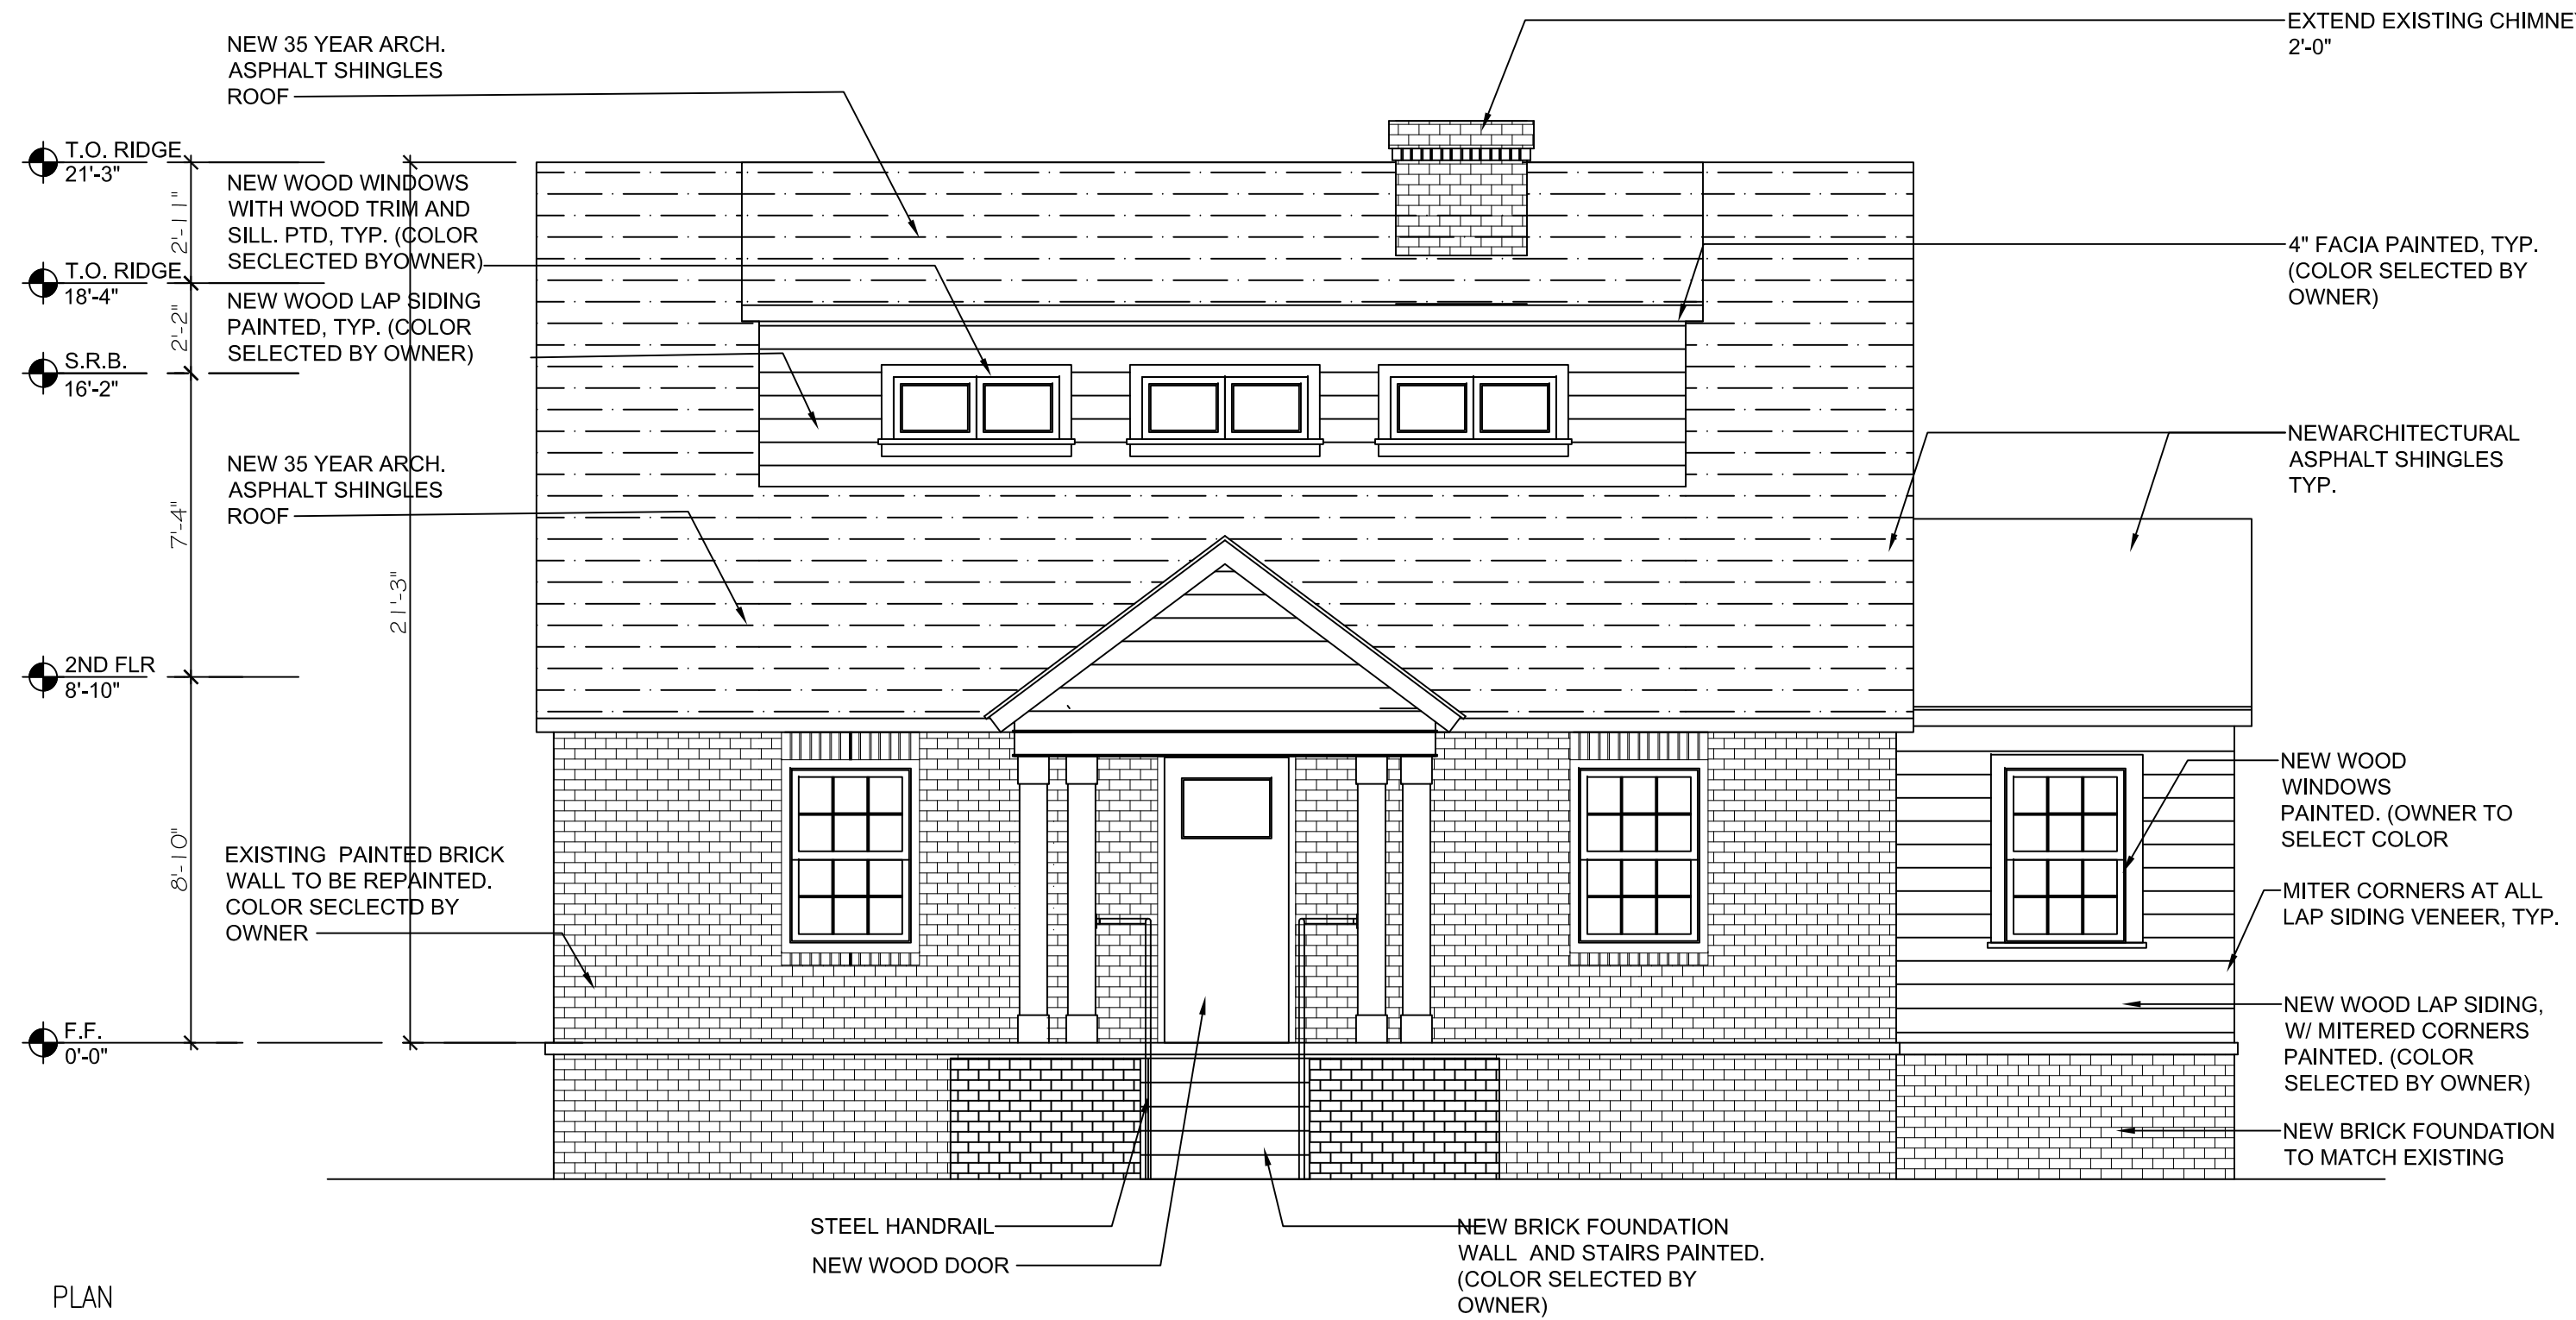 EXTEND EXISTING CHIMNE
2'-0"
NEW 35 YEAR ARCH.
ASPHALT SHINGLES
ROOF
T.O. RIDGE
21'-3"
2'-11"
NEW WOOD WINDOWS
WITH WOOD TRIM AND
SILL. PTD, TYP. (COLOR
SECLECTED BYOWNER)
4" FACIA PAINTED, TYP.
(COLOR SELECTED BY
OWNER)
T.O. RIDGE
18'-4"
2'-2"
NEW WOOD LAP SIDING
PAINTED, TYP. (COLOR
SELECTED BY OWNER)
S.R.B.
16'-2"
NEW 35 YEAR ARCH.
ASPHALT SHINGLES
ROOF
NEWARCHITECTURAL
ASPHALT SHINGLES
TYP.
7'-4"
21'-3"
2ND FLR
8'-10"
8'-10"
NEW WOOD
WINDOWS
PAINTED. (OWNER TO
SELECT COLOR
EXISTING PAINTED BRICK
WALL TO BE REPAINTED.
COLOR SECLECTD BY
OWNER
MITER CORNERS AT ALL
LAP SIDING VENEER, TYP.
F.F.
0'-0"
NEW WOOD LAP SIDING,
W/ MITERED CORNERS
PAINTED. (COLOR
SELECTED BY OWNER)
NEW BRICK FOUNDATION
TO MATCH EXISTING
STEEL HANDRAIL
NEW WOOD DOOR
NEW BRICK FOUNDATION
WALL AND STAIRS PAINTED.
(COLOR SELECTED BY
OWNER)
PLAN